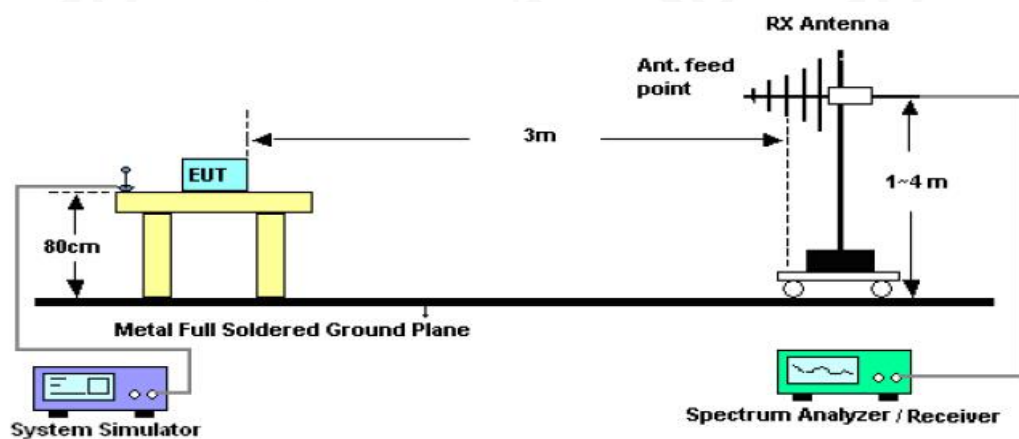 RX Antenna
Ant. feed
point
3m
EUT
1~4 m
80cm
Metal Full Soldered Ground Plane
System Simulator
Spectrum Analyzer / Receiver